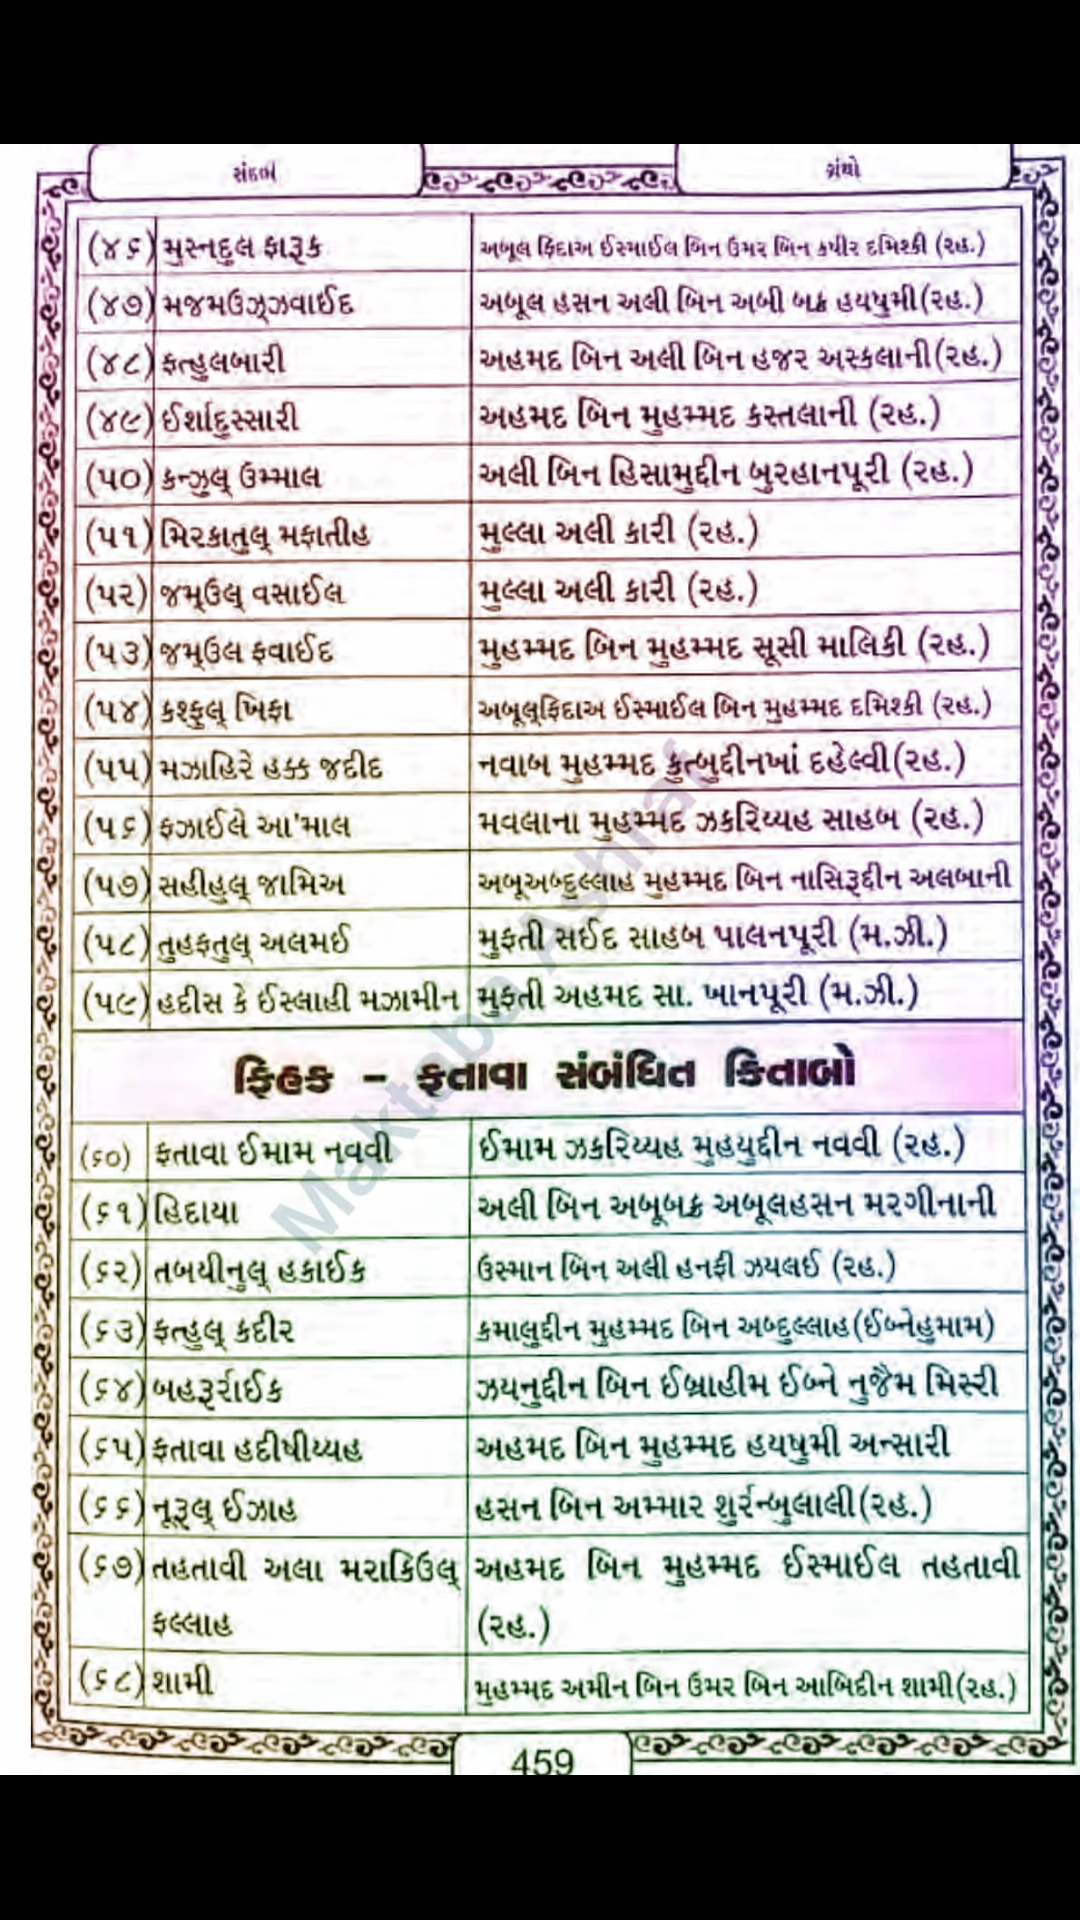 સંદર્ભ
ગ્રંથો
(૪૬) મુસ્નદુલ ફારૂક અબૂલ ફિદાઅ ઈસ્માઈલ બિન ઉમર બિન કષીર દમિશ્કી (રહ.)
(૪૭) મજમઉઝ્ઝવાઈદ અબૂલ હસન અલી બિન અબી બક્ર હયષુમી(રહ.)
(૪૮) ફત્હુલબારી અહમદ બિન અલી બિન હજર અસ્કલાની(રહ.)
(૪૯) ઈર્શાદુસ્સારી અહમદ બિન મુહમ્મદ કસ્તલાની (રહ.)
(૫૦) કન્ઝુલ્ ઉમ્માલ અલી બિન હિસામુદ્દીન બુરહાનપૂરી (રહ.)
(૫૧) મિરકાતુલ્ મફાતીહ મુલ્લા અલી કારી (રહ.)
(૫૨) જમ્ઉલ્ વસાઈલ મુલ્લા અલી કારી (રહ.)
(૫૩) જમ્ઉલ ફવાઈદ મુહમ્મદ બિન મુહમ્મદ સૂસી માલિકી (રહ.)
(૫૪) કશ્ફુલ્ ખિફા અબૂલ્ફિદાઅ ઈસ્માઈલ બિન મુહમ્મદ દમિશ્કી (રહ.)
(૫૫) મઝાહિરે હક્ક જદીદ નવાબ મુહમ્મદ કુત્બુદ્દીનખાં દહેલ્વી(રહ.)
(૫૬) ફઝાઈલે આ'માલ મવલાના મુહમ્મદ ઝકરિય્યહ સાહબ (રહ.)
(૫૭) સહીહુલ્ જામિઅ અબૂઅબ્દુલ્લાહ મુહમ્મદ બિન નાસિરૂદ્દીન અલબાની
(૫૮) તુહફતુલ્ અલમઈ મુફતી સઈદ સાહબ પાલનપૂરી (મ.ઝી.)
(૫૯) હદીસ કે ઈસ્લાહી મઝામીન મુફતી અહમદ સા. ખાનપૂરી (મ.ઝી.)
ફિહક - ફતાવા સંબંધિત કિતાબો
(૬૦) ફતાવા ઈમામ નવવી ઈમામ ઝકરિય્યહ મુહયુદ્દીન નવવી (રહ.)
(૬૧) હિદાયા અલી બિન અબૂબક્ર અબૂલહસન મરગીનાની
(૬૨) તબયીનુલ્ હકાઈક ઉસ્માન બિન અલી હનફી ઝયલઈ (રહ.)
(૬૩) ફત્હુલ્ કદીર કમાલુદ્દીન મુહમ્મદ બિન અબ્દુલ્લાહ(ઈબ્નેહુમામ)
(૬૪) બહરૂર્રાઈક ઝયનુદ્દીન બિન ઈબ્રાહીમ ઈબ્ને નુજૈમ મિસ્રી
(૬૫) ફતાવા હદીષીય્યહ અહમદ બિન મુહમ્મદ હયષુમી અન્સારી
(૬૬) નૂરૂલ્ ઈઝાહ હસન બિન અમ્માર શુર્રન્બુલાલી(રહ.)
(૬૭) તહતાવી અલા મરાકિઉલ્ અહમદ બિન મુહમ્મદ ઈસ્માઈલ તહતાવી
ફલ્લાહ (રહ.)
(૬૮) શામી મુહમ્મદ અમીન બિન ઉમર બિન આબિદીન શામી(રહ.)
459
Maktaba Ashraf